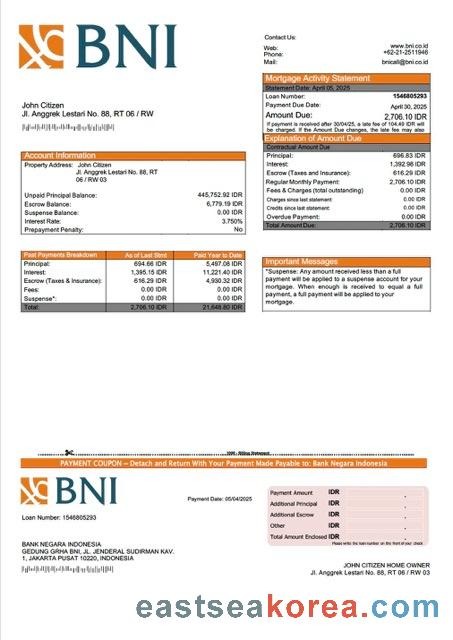 BNI
Contact Us:
Web: www.bni.co.id
Phone: +62-21-2511946
Mail: bnicall@bni.co.id
Mortgage Activity Statement
Statement Date: April 05, 2025
Loan Number: 1546805293
Payment Due Date: April 30, 2025
Amount Due: 2,706.10 IDR
If payment is received after 30/04/25, a late fee of 104.49 IDR will
be charged. If the Amount Due changes, the late fee may also
John Citizen
Jl. Anggrek Lestari No. 88, RT 06 / RW
Explanation of Amount Due
Contractual Amount Due
Principal: 696.83 IDR
Interest: 1,392.98 IDR
Escrow (Taxes and Insurance): 616.29 IDR
Regular Monthly Payment: 2,706.10 IDR
Fees & Charges (total outstanding) 0.00 IDR
Charges since last statement: 0.00 IDR
Credits since last statement: 0.00 IDR
Overdue Payment: 0.00 IDR
Total Amount Due: 2,706.10 IDR
Account Information
Property Address: John Citizen
Jl. Anggrek Lestari No. 88, RT
06 / RW 03
Unpaid Principal Balance: 445,752.92 IDR
Escrow Balance: 6,779.19 IDR
Suspense Balance: 0.00 IDR
Interest Rate: 3.750%
Prepayment Penalty: No
Past Payments Breakdown As of Last Stmt Paid Year to Date
Principal: 694.66 IDR 5,497.08 IDR
Interest: 1,395.15 IDR 11,221.40 IDR
Escrow (Taxes & Insurance): 616.29 IDR 4,930.32 IDR
Fees: 0.00 IDR 0.00 IDR
Suspense*: 0.00 IDR 0.00 IDR
Total: 2,706.10 IDR 21,648.80 IDR
Important Messages
*Suspense: Any amount received less than a full
payment will be applied to a suspense account for your
mortgage. When enough is received to equal a full
payment, a full payment will be applied to your
mortgage.
PAYMENT COUPON – Detach and Return With Your Payment Made Payable to: Bank Negara Indonesia
BNI
Payment Date: 05/04/2025
Loan Number: 1546805293
Payment Amount IDR .
Additional Principal IDR .
Additional Escrow IDR .
Other IDR .
Total Amount Enclosed IDR .
Please write the loan number on the front of your check
BANK NEGARA INDONESIA
GEDUNG GRHA BNI, JL. JENDERAL SUDIRMAN KAV.
1, JAKARTA PUSAT 10220, INDONESIA
JOHN CITIZEN HOME OWNER
Jl. Anggrek Lestari No. 88, RT 06 / RW 03
eastseakorea.com